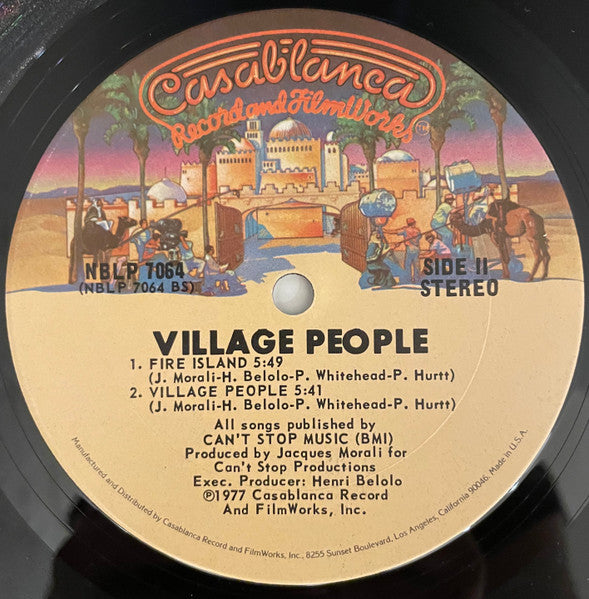 Casablanca
Record and FilmWorks
TM
NBLP 7064
(NBLP 7064 BS)
SIDE II
STEREO
VILLAGE PEOPLE
1. FIRE ISLAND 5:49
(J. Morali-H. Belolo-P. Whitehead-P. Hurtt)
2. VILLAGE PEOPLE 5:41
(J. Morali-H. Belolo-P. Whitehead-P. Hurtt)
All songs published by
CAN'T STOP MUSIC (BMI)
Produced by Jacques Morali for
Can't Stop Productions
Exec. Producer: Henri Belolo
℗1977 Casablanca Record
And FilmWorks, Inc.
Manufactured and Distributed by Casablanca Record and FilmWorks, Inc., 8255 Sunset Boulevard, Los Angeles, California 90046. Made in U.S.A.